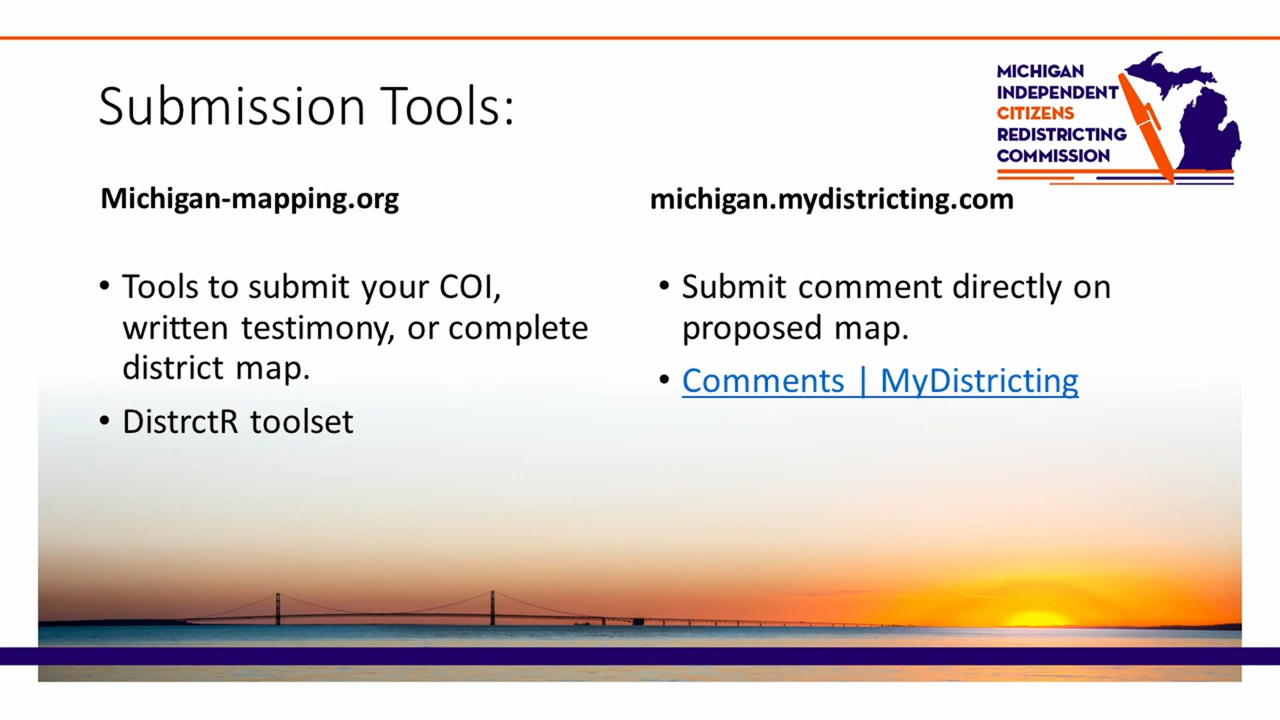 Submission Tools:
MICHIGAN
INDEPENDENT
CITIZENS
REDISTRICTING
COMMISSION
Michigan-mapping.org
• Tools to submit your COI,
written testimony, or complete
district map.
• DistrctR toolset
michigan.mydistricting.com
• Submit comment directly on
proposed map.
• Comments | MyDistricting